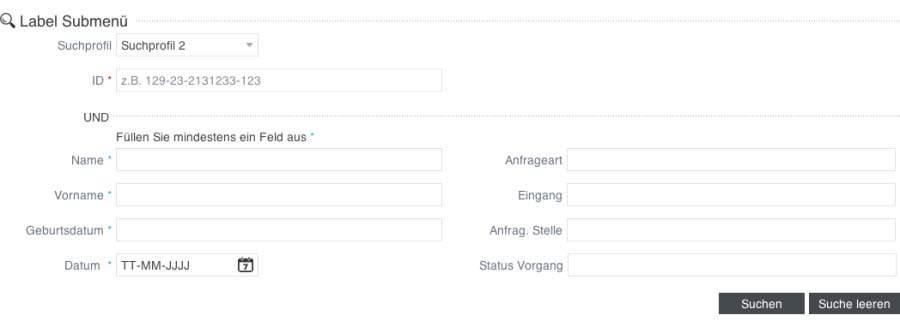 Label Submenü
Suchprofil Suchprofil 2
ID * z.B. 129-23-2131233-123
UND
Füllen Sie mindestens ein Feld aus *
Name * Anfrageart
Vorname * Eingang
Geburtsdatum * Anfrag. Stelle
Datum * TT-MM-JJJJ 7 Status Vorgang
Suchen Suche leeren